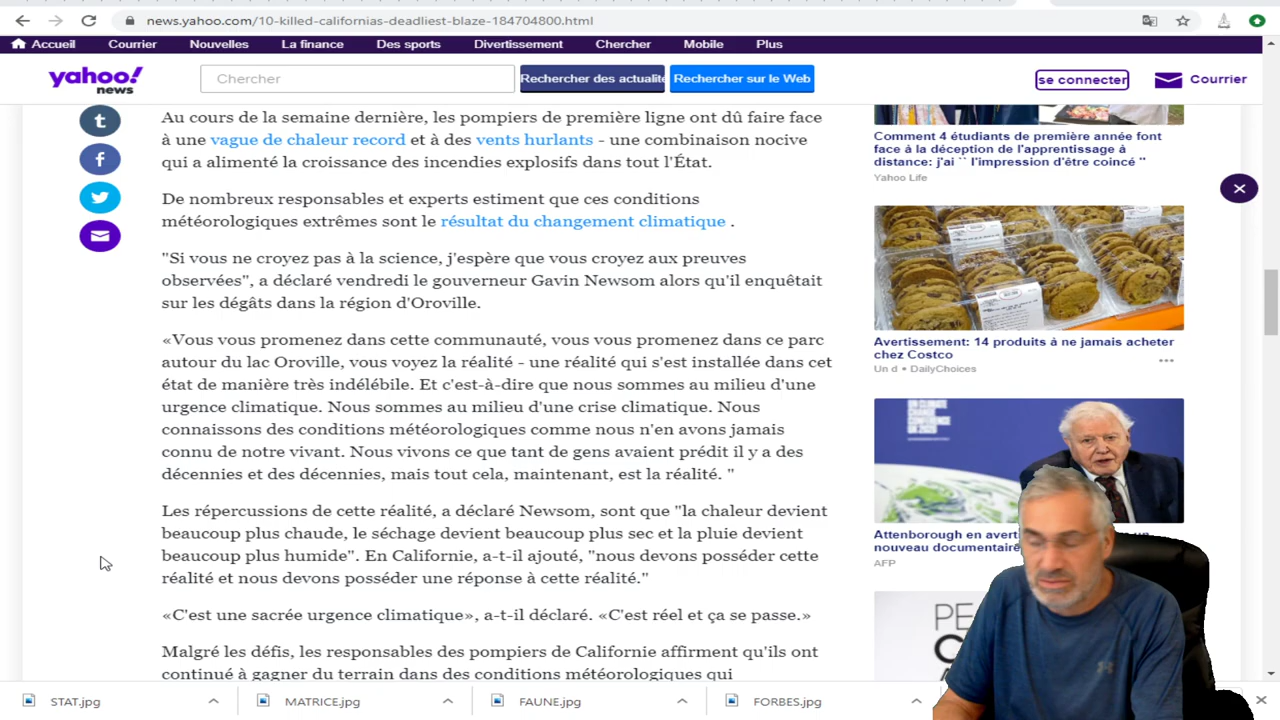 news.yahoo.com/10-killed-californias-deadliest-blaze-184704800.html
Accueil Courrier Nouvelles La finance Des sports Divertissement Chercher Mobile Plus
yahoo!
news
Chercher
Rechercher des actualité
Rechercher sur le Web
se connecter
Courrier
Au cours de la semaine dernière, les pompiers de première ligne ont dû faire face
à une vague de chaleur record et à des vents hurlants - une combinaison nocive
qui a alimenté la croissance des incendies explosifs dans tout l'État.
De nombreux responsables et experts estiment que ces conditions
météorologiques extrêmes sont le résultat du changement climatique .
"Si vous ne croyez pas à la science, j'espère que vous croyez aux preuves
observées", a déclaré vendredi le gouverneur Gavin Newsom alors qu'il enquêtait
sur les dégâts dans la région d'Oroville.
«Vous vous promenez dans cette communauté, vous vous promenez dans ce parc
autour du lac Oroville, vous voyez la réalité - une réalité qui s'est installée dans cet
état de manière très indélébile. Et c'est-à-dire que nous sommes au milieu d'une
urgence climatique. Nous sommes au milieu d'une crise climatique. Nous
connaissons des conditions météorologiques comme nous n'en avons jamais
connu de notre vivant. Nous vivons ce que tant de gens avaient prédit il y a des
décennies et des décennies, mais tout cela, maintenant, est la réalité. "
Les répercussions de cette réalité, a déclaré Newsom, sont que "la chaleur devient
beaucoup plus chaude, le séchage devient beaucoup plus sec et la pluie devient
beaucoup plus humide". En Californie, a-t-il ajouté, "nous devons posséder cette
réalité et nous devons posséder une réponse à cette réalité."
«C'est une sacrée urgence climatique», a-t-il déclaré. «C'est réel et ça se passe.»
Malgré les défis, les responsables des pompiers de Californie affirment qu'ils ont
continué à gagner du terrain dans des conditions météorologiques qui
Comment 4 étudiants de première année font
face à la déception de l'apprentissage à
distance: j'ai `` l'impression d'être coincé ''
Yahoo Life
Avertissement: 14 produits à ne jamais acheter
chez Costco
Un d • DailyChoices
Attenborough en averti
nouveau documentaire
AFP
STAT.jpg
MATRICE.jpg
FAUNE.jpg
FORBES.jpg